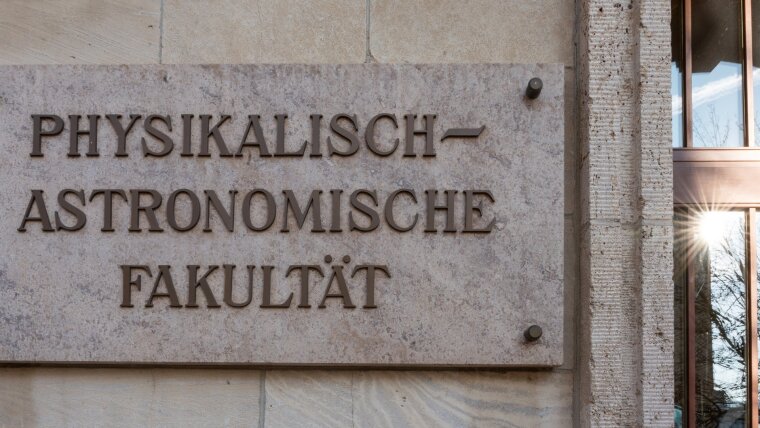 PHYSIKALISCH-
ASTRONOMISCHE
FAKULTÄT